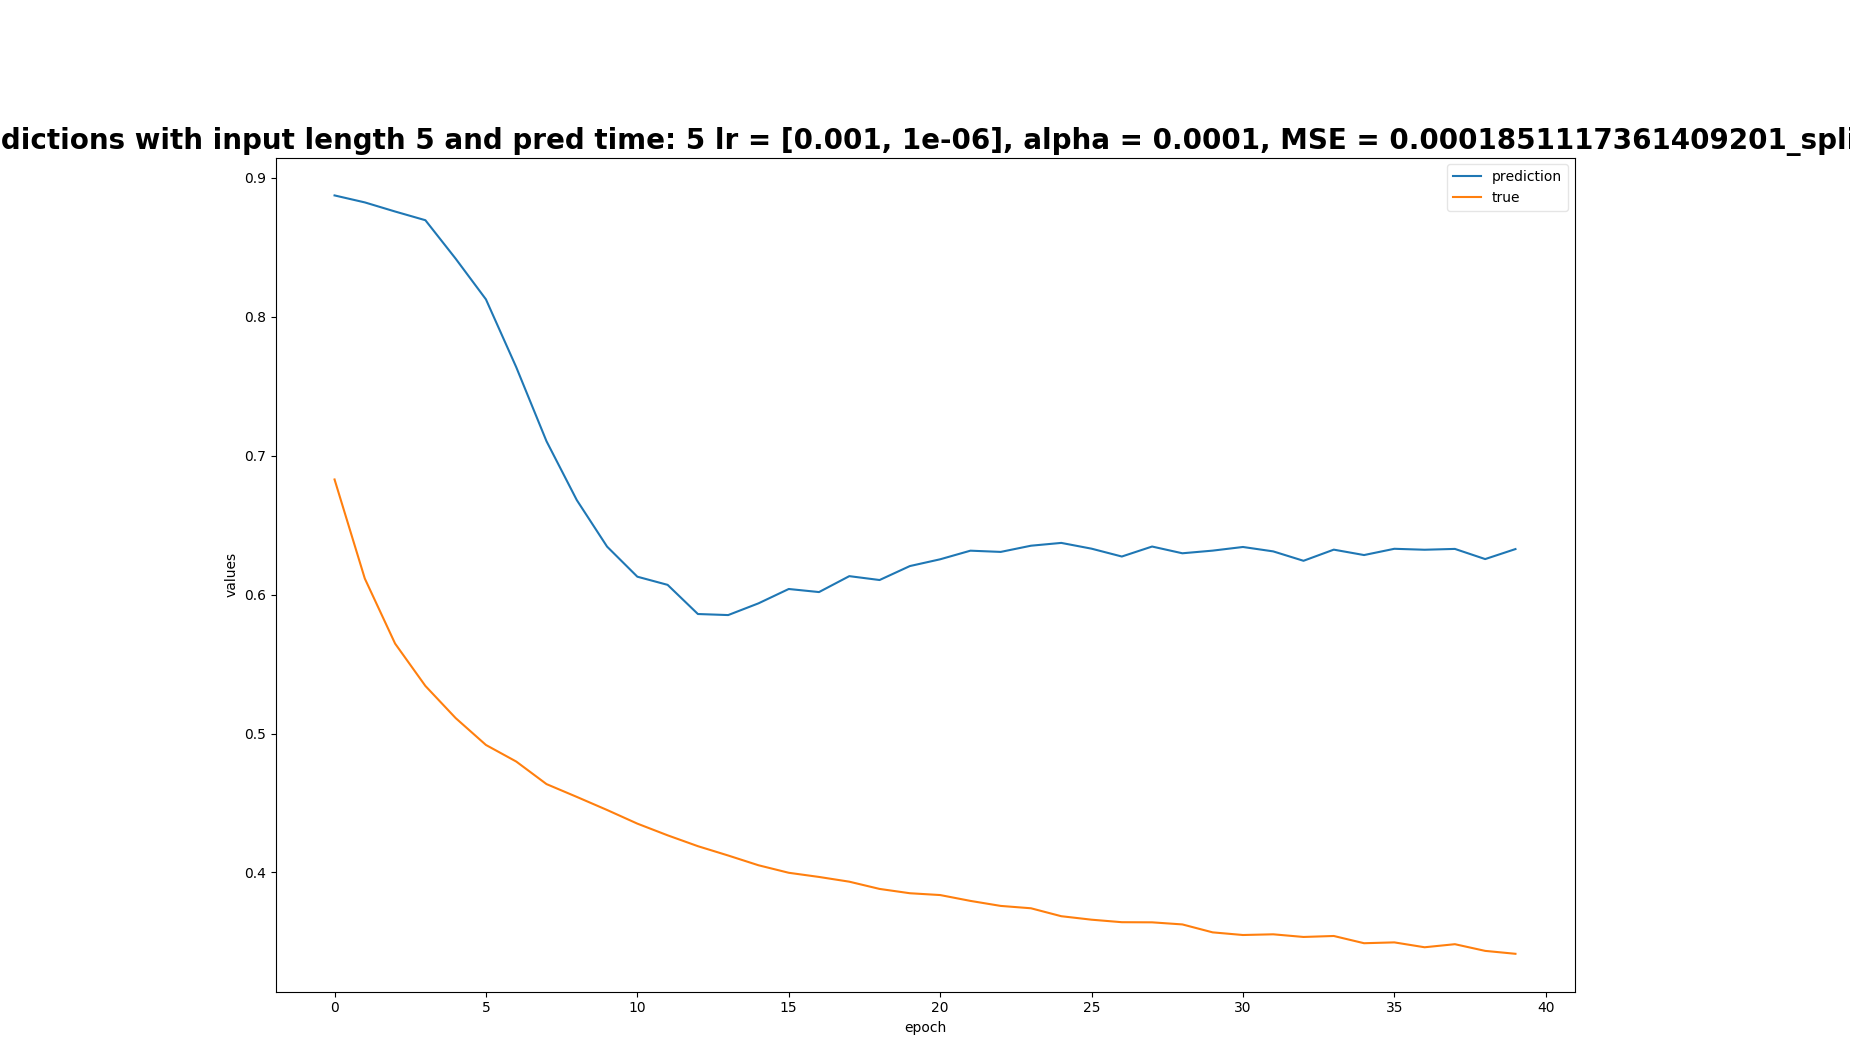 dictions with input length 5 and pred time: 5 lr = [0.001, 1e-06], alpha = 0.0001, MSE = 0.0001851117361409201_spli
prediction
true
0.9
0.8
0.7
0.6
0.5
0.4
values
0 5 10 15 20 25 30 35 40
epoch